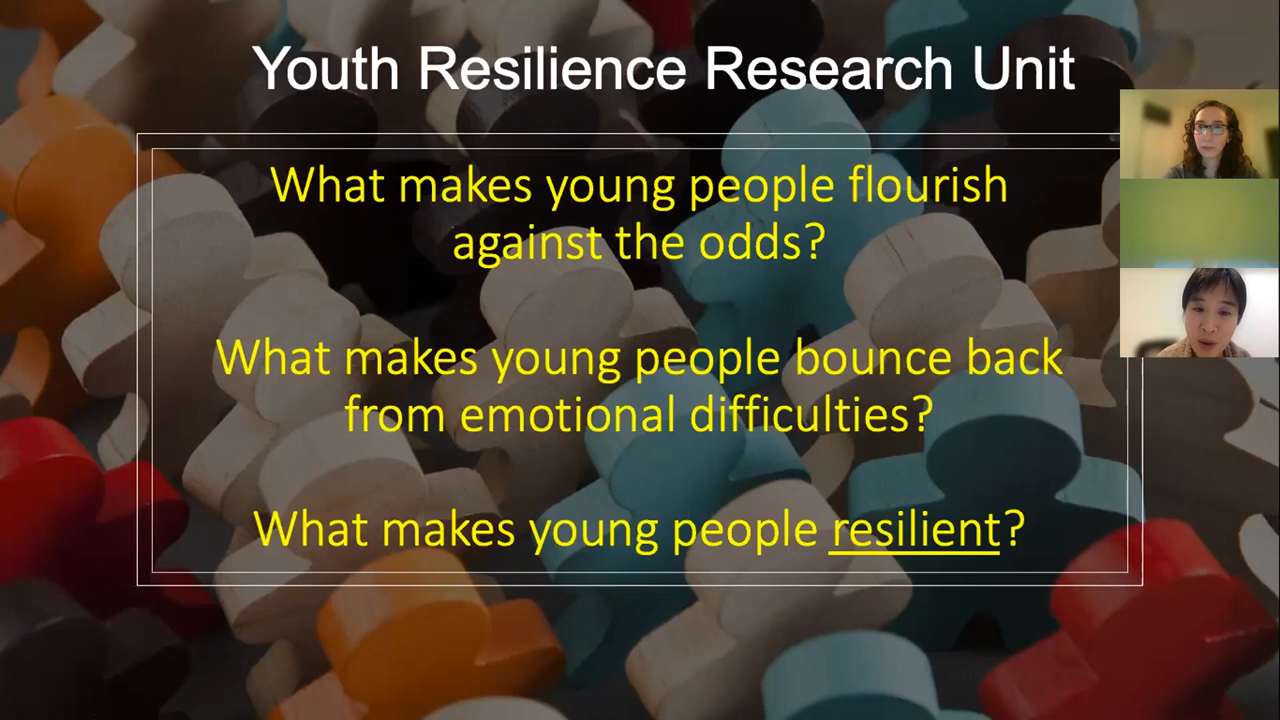 Youth Resilience Research Unit
What makes young people flourish
against the odds?
What makes young people bounce back
from emotional difficulties?
What makes young people resilient?